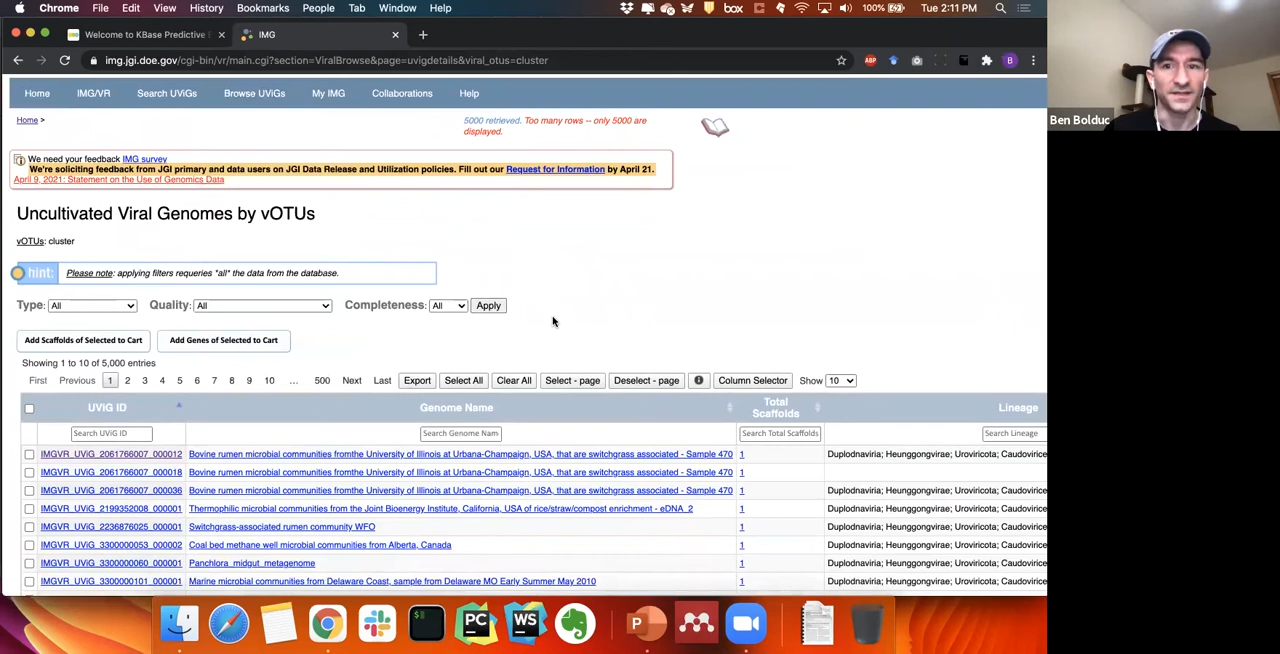 Chrome File Edit View History Bookmarks People Tab Window Help box 100% Tue 2:11 PM
Welcome to KBase Predictive B × IMG × +
img.jgi.doe.gov/cgi-bin/vr/main.cgi?section=ViralBrowse&page=uvigdetails&viral_otus=cluster ABP B
Ben Bolduc
Home IMG/VR Search UViGs Browse UViGs My IMG Collaborations Help
Home > 5000 retrieved. Too many rows -- only 5000 are
displayed.
We need your feedback IMG survey
We're soliciting feedback from JGI primary and data users on JGI Data Release and Utilization policies. Fill out our Request for Information by April 21.
April 9, 2021: Statement on the Use of Genomics Data
Uncultivated Viral Genomes by vOTUs
vOTUs: cluster
hint: Please note: applying filters requeries *all* the data from the database.
Type: All Quality: All Completeness: All Apply
Add Scaffolds of Selected to Cart Add Genes of Selected to Cart
Showing 1 to 10 of 5,000 entries
First Previous 1 2 3 4 5 6 7 8 9 10 ... 500 Next Last Export Select All Clear All Select - page Deselect - page Column Selector Show 10
UViG ID Genome Name Total Scaffolds Lineage
Search UViG ID Search Genome Nam Search Total Scaffolds Search Lineage
IMGVR_UViG_2061766007_000012 Bovine rumen microbial communities fromthe University of Illinois at Urbana-Champaign, USA, that are switchgrass associated - Sample 470 1 Duplodnaviria; Heunggongvirae; Uroviricota; Caudovirice
IMGVR_UViG_2061766007_000018 Bovine rumen microbial communities fromthe University of Illinois at Urbana-Champaign, USA, that are switchgrass associated - Sample 470 1
IMGVR_UViG_2061766007_000036 Bovine rumen microbial communities fromthe University of Illinois at Urbana-Champaign, USA, that are switchgrass associated - Sample 470 1 Duplodnaviria; Heunggongvirae; Uroviricota; Caudovirice
IMGVR_UViG_2199352008_000001 Thermophilic microbial communities from the Joint Bioenergy Institute, California, USA of rice/straw/compost enrichment - eDNA_2 1 Duplodnaviria; Heunggongvirae; Uroviricota; Caudovirice
IMGVR_UViG_2236876025_000001 Switchgrass-associated rumen community WFO 1 Duplodnaviria; Heunggongvirae; Uroviricota; Caudovirice
IMGVR_UViG_3300000053_000002 Coal bed methane well microbial communities from Alberta, Canada 1 Duplodnaviria; Heunggongvirae; Uroviricota; Caudovirice
IMGVR_UViG_3300000060_000001 Panchlora_midgut_metagenome 1 Duplodnaviria; Heunggongvirae; Uroviricota; Caudovirice
IMGVR_UViG_3300000101_000001 Marine microbial communities from Delaware Coast, sample from Delaware MO Early Summer May 2010 1 Duplodnaviria; Heunggongvirae; Uroviricota; Caudovirice
PC WS P